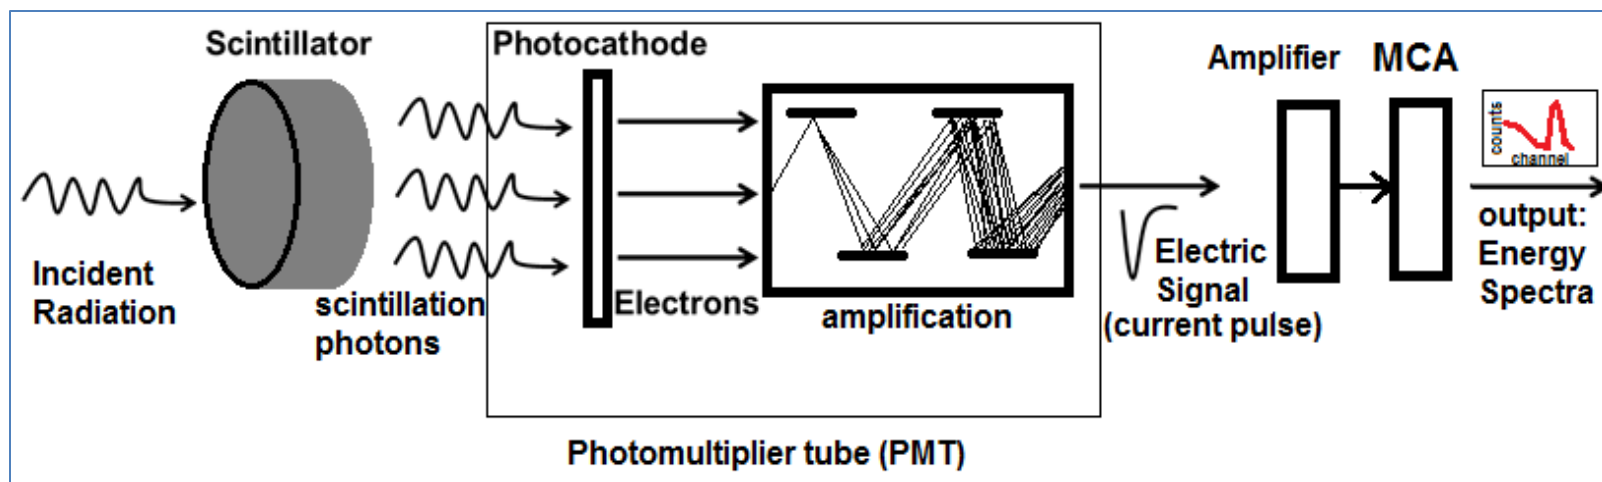 Scintillator
Photocathode
Amplifier
MCA
counts
channel
Incident
Radiation
scintillation
photons
Electrons
amplification
Electric
Signal
(current pulse)
output:
Energy
Spectra
Photomultiplier tube (PMT)